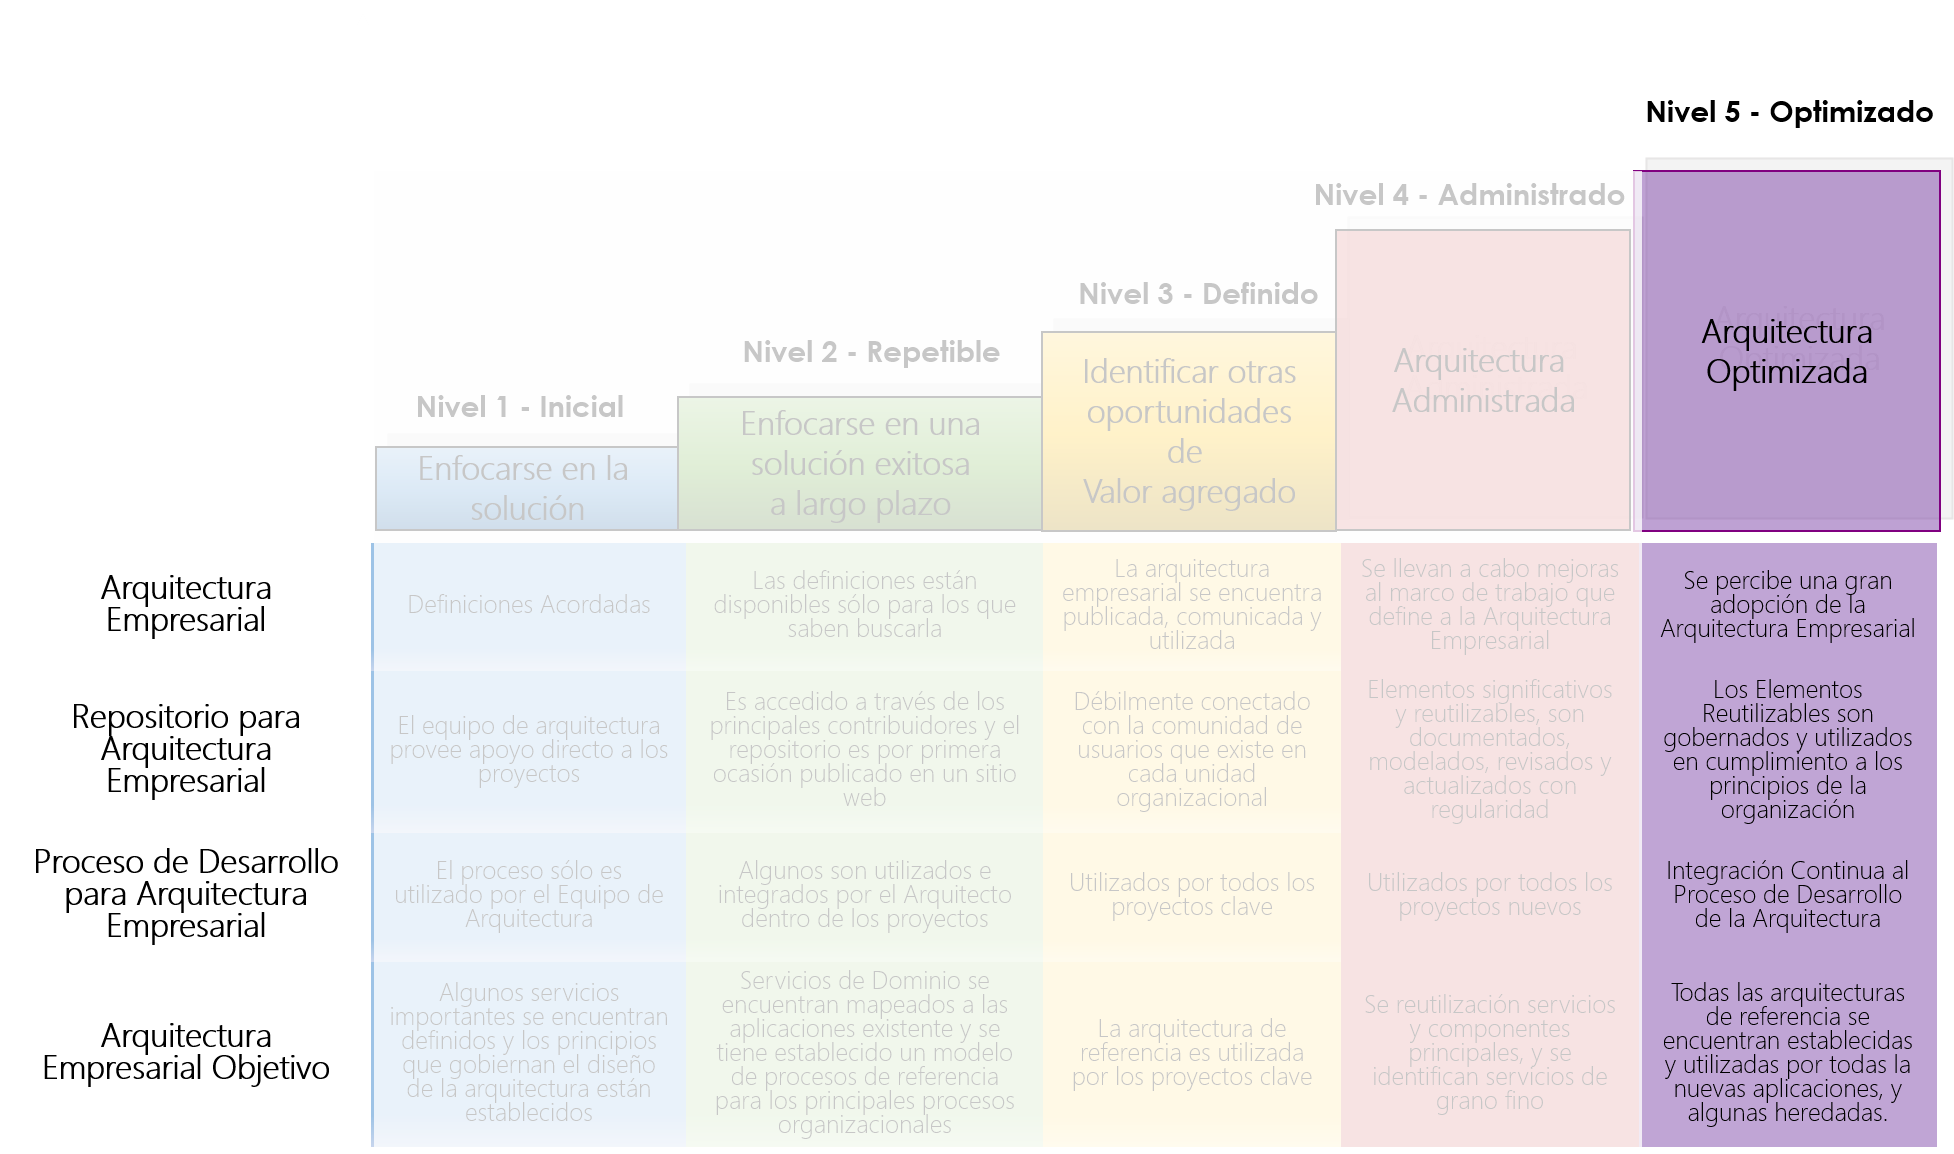 Nivel 5 - Optimizado
Nivel 4 - Administrado
Nivel 3 - Definido
Nivel 2 - Repetible
Nivel 1 - Inicial
Enfocarse en la
solución
Enfocarse en una
solución exitosa
a largo plazo
Identificar otras
oportunidades
de
Valor agregado
Arquitectura
Administrada
Arquitectura
Optimizada
Arquitectura
Optimizada
Arquitectura
Empresarial
Definiciones Acordadas
Las definiciones están
disponibles sólo para los que
saben buscarla
La arquitectura
empresarial se encuentra
publicada, comunicada y
utilizada
Se llevan a cabo mejoras
al marco de trabajo que
define a la Arquitectura
Empresarial
Se percibe una gran
adopción de la
Arquitectura Empresarial
Repositorio para
Arquitectura
Empresarial
El equipo de arquitectura
provee apoyo directo a los
proyectos
Es accedido a través de los
principales contribuidores y el
repositorio es por primera
ocasión publicado en un sitio
web
Débilmente conectado
con la comunidad de
usuarios que existe en
cada unidad
organizacional
Elementos significativos
y reutilizables, son
documentados,
modelados, revisados y
actualizados con
regularidad
Los Elementos
Reutilizables son
gobernados y utilizados
en cumplimiento a los
principios de la
organización
Proceso de Desarrollo
para Arquitectura
Empresarial
El proceso sólo es
utilizado por el Equipo de
Arquitectura
Algunos son utilizados e
integrados por el Arquitecto
dentro de los proyectos
Utilizados por todos los
proyectos clave
Utilizados por todos los
proyectos nuevos
Integración Continua al
Proceso de Desarrollo
de la Arquitectura
Arquitectura
Empresarial Objetivo
Algunos servicios
importantes se encuentran
definidos y los principios
que gobiernan el diseño
de la arquitectura están
establecidos
Servicios de Dominio se
encuentran mapeados a las
aplicaciones existente y se
tiene establecido un modelo
de procesos de referencia
para los principales procesos
organizacionales
La arquitectura de
referencia es utilizada
por los proyectos clave
Se reutilización servicios
y componentes
principales, y se
identifican servicios de
grano fino
Todas las arquitecturas
de referencia se
encuentran establecidas
y utilizadas por todas la
nuevas aplicaciones, y
algunas heredadas.